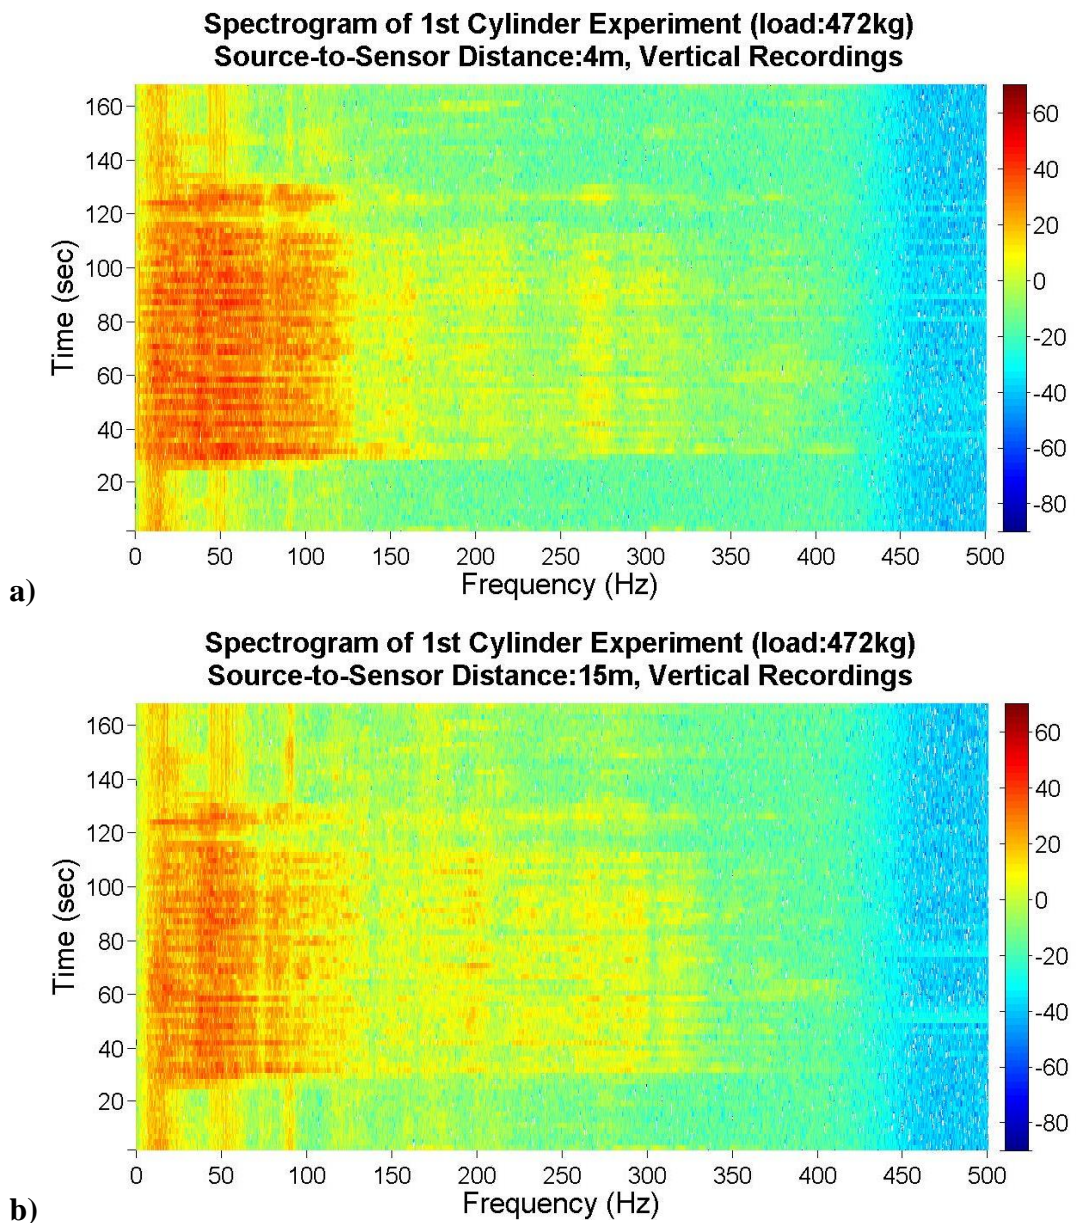 Spectrogram of 1st Cylinder Experiment (load:472kg)
Source-to-Sensor Distance:4m, Vertical Recordings
Time (sec)
160
140
120
100
80
60
40
20
0 50 100 150 200 250 300 350 400 450 500
Frequency (Hz)
60
40
20
0
-20
-40
-60
-80
a)
Spectrogram of 1st Cylinder Experiment (load:472kg)
Source-to-Sensor Distance:15m, Vertical Recordings
Time (sec)
160
140
120
100
80
60
40
20
0 50 100 150 200 250 300 350 400 450 500
Frequency (Hz)
60
40
20
0
-20
-40
-60
-80
b)